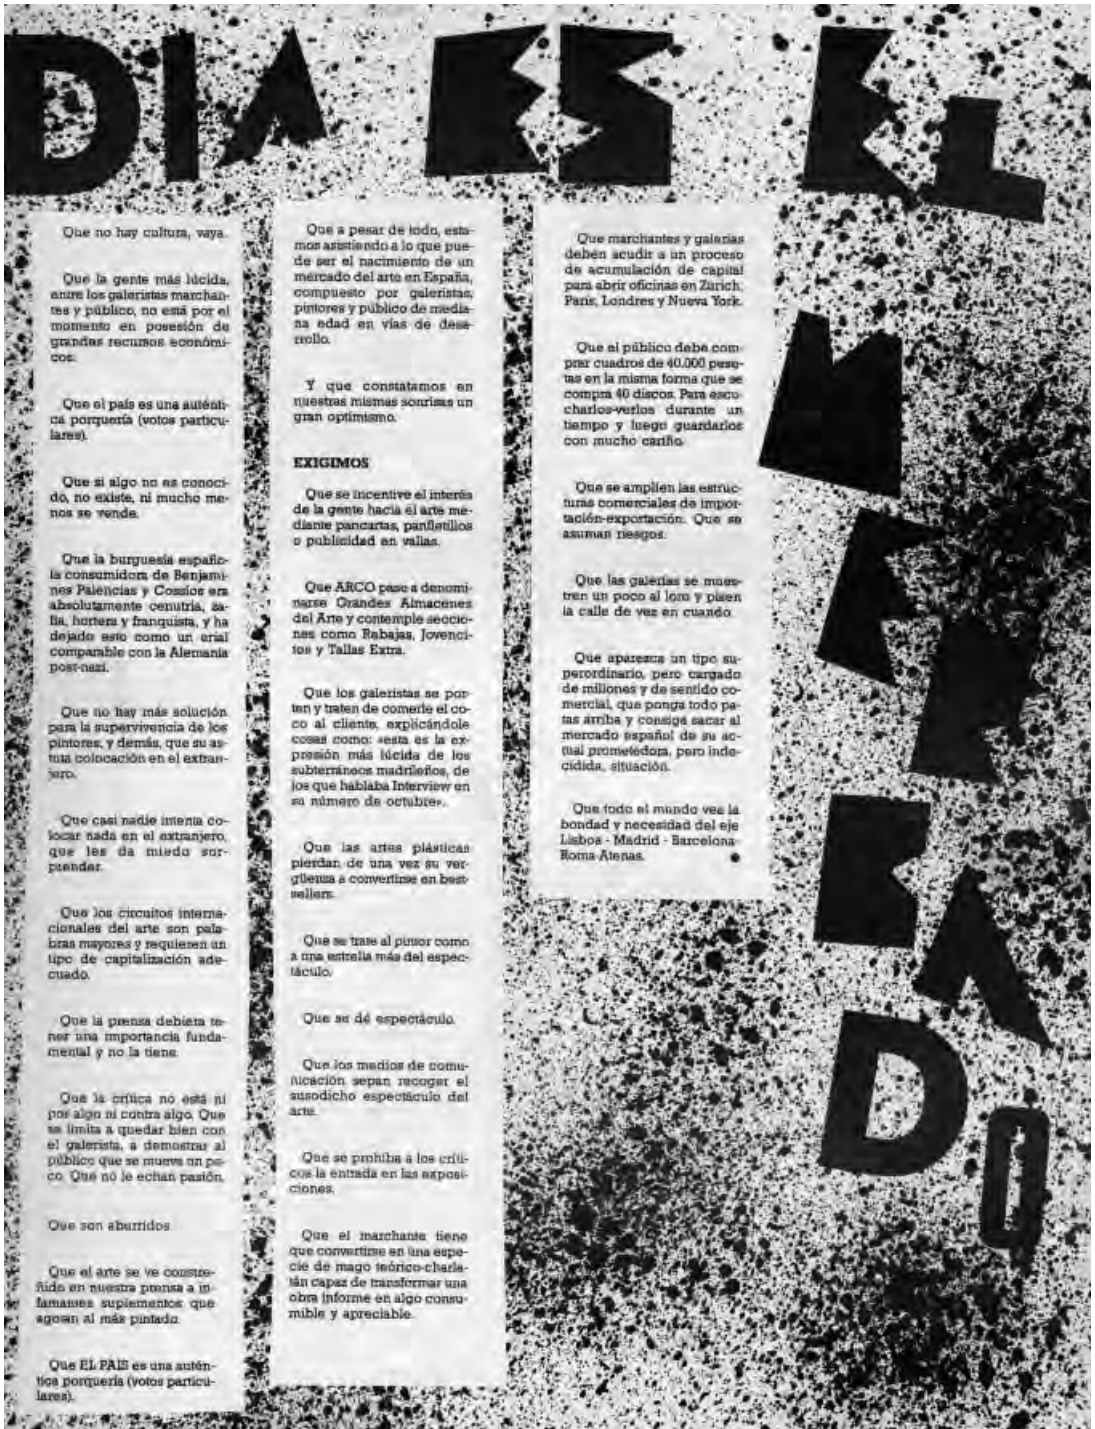 DIA ES EL
MERCADO
Que no hay cultura, vaya.
Que la gente más lúcida,
entre los galeristas marchan-
tes y público, no está por el
momento en posesión de
grandes recursos económi-
cos.
Que el país es una auténti-
ca porquería (votos particu-
lares).
Que si algo no es conoci-
do, no existe, ni mucho me-
nos se vende.
Que la burguesía españo-
la consumidora de Benjami-
nes Palencias y Cossíos era
absolutamente cenutria, za-
fia, hortera y franquista, y ha
dejado esto como un erial
comparable con la Alemania
post-nazi.
Que no hay más solución
para la supervivencia de los
pintores, y demás, que su as-
tuta colocación en el extran-
jero.
Que casi nadie intenta co-
locar nada en el extranjero,
que les da miedo sor-
prender.
Que los circuitos interna-
cionales del arte son pala-
bras mayores y requieren un
tipo de capitalización ade-
cuado.
Que la prensa debiera te-
ner una importancia funda-
mental y no la tiene.
Que la crítica no está ni
por algo ni contra algo. Que
se limita a quedar bien con
el galerista, a demostrar al
público que se mueve un po-
co. Que no le echan pasión.
Que son aburridos.
Que el arte se ve constre-
ñido en nuestra prensa a in-
famantes suplementos que
agotan al más pintado.
Que EL PAIS es una autén-
tica porquería (votos particu-
lares).
Que a pesar de todo, esta-
mos asistiendo a lo que pue-
de ser el nacimiento de un
mercado del arte en España,
compuesto por galeristas,
pintores y público de media-
na edad en vías de desa-
rrollo.
Y que constatamos en
nuestras mismas sonrisas un
gran optimismo.
EXIGIMOS
Que se incentive el interés
de la gente hacia el arte me-
diante pancartas, panfletillos
o publicidad en vallas.
Que ARCO pase a denomi-
narse Grandes Almacenes
del Arte y contemple seccio-
nes como Rebajas, Jovenci-
tos y Tallas Extra.
Que los galeristas se por-
ten y traten de comerle el co-
co al cliente, explicándole
cosas como: «esta es la ex-
presión más lúcida de los
subterráneos madrileños, de
los que hablaba Interview en
su número de octubre».
Que las artes plásticas
pierdan de una vez su ver-
güenza a convertirse en best-
sellers.
Que se trate al pintor como
a una estrella más del espec-
táculo.
Que se dé espectáculo.
Que los medios de comu-
nicación sepan recoger el
susodicho espectáculo del
arte.
Que se prohíba a los críti-
cos la entrada en las exposi-
ciones.
Que el marchante tiene
que convertirse en una espe-
cie de mago teórico-charla-
tán capaz de transformar una
obra informe en algo consu-
mible y apreciable.
Que marchantes y galerías
deben acudir a un proceso
de acumulación de capital
para abrir oficinas en Zurich,
París, Londres y Nueva York.
Que el público debe com-
prar cuadros de 40.000 pese-
tas en la misma forma que se
compra 40 discos. Para escu-
charlos-verlos durante un
tiempo y luego guardarlos
con mucho cariño.
Que se amplíen las estruc-
turas comerciales de impor-
tación-exportación. Que se
asuman riesgos.
Que las galerías se mues-
tren un poco al loro y pisen
la calle de vez en cuando.
Que aparezca un tipo su-
perordinario, pero cargado
de millones y de sentido co-
mercial, que ponga todo pa-
tas arriba y consiga sacar al
mercado español de su ac-
tual prometedora, pero inde-
cidida, situación.
Que todo el mundo vea la
bondad y necesidad del eje
Lisboa - Madrid - Barcelona-
Roma-Atenas.